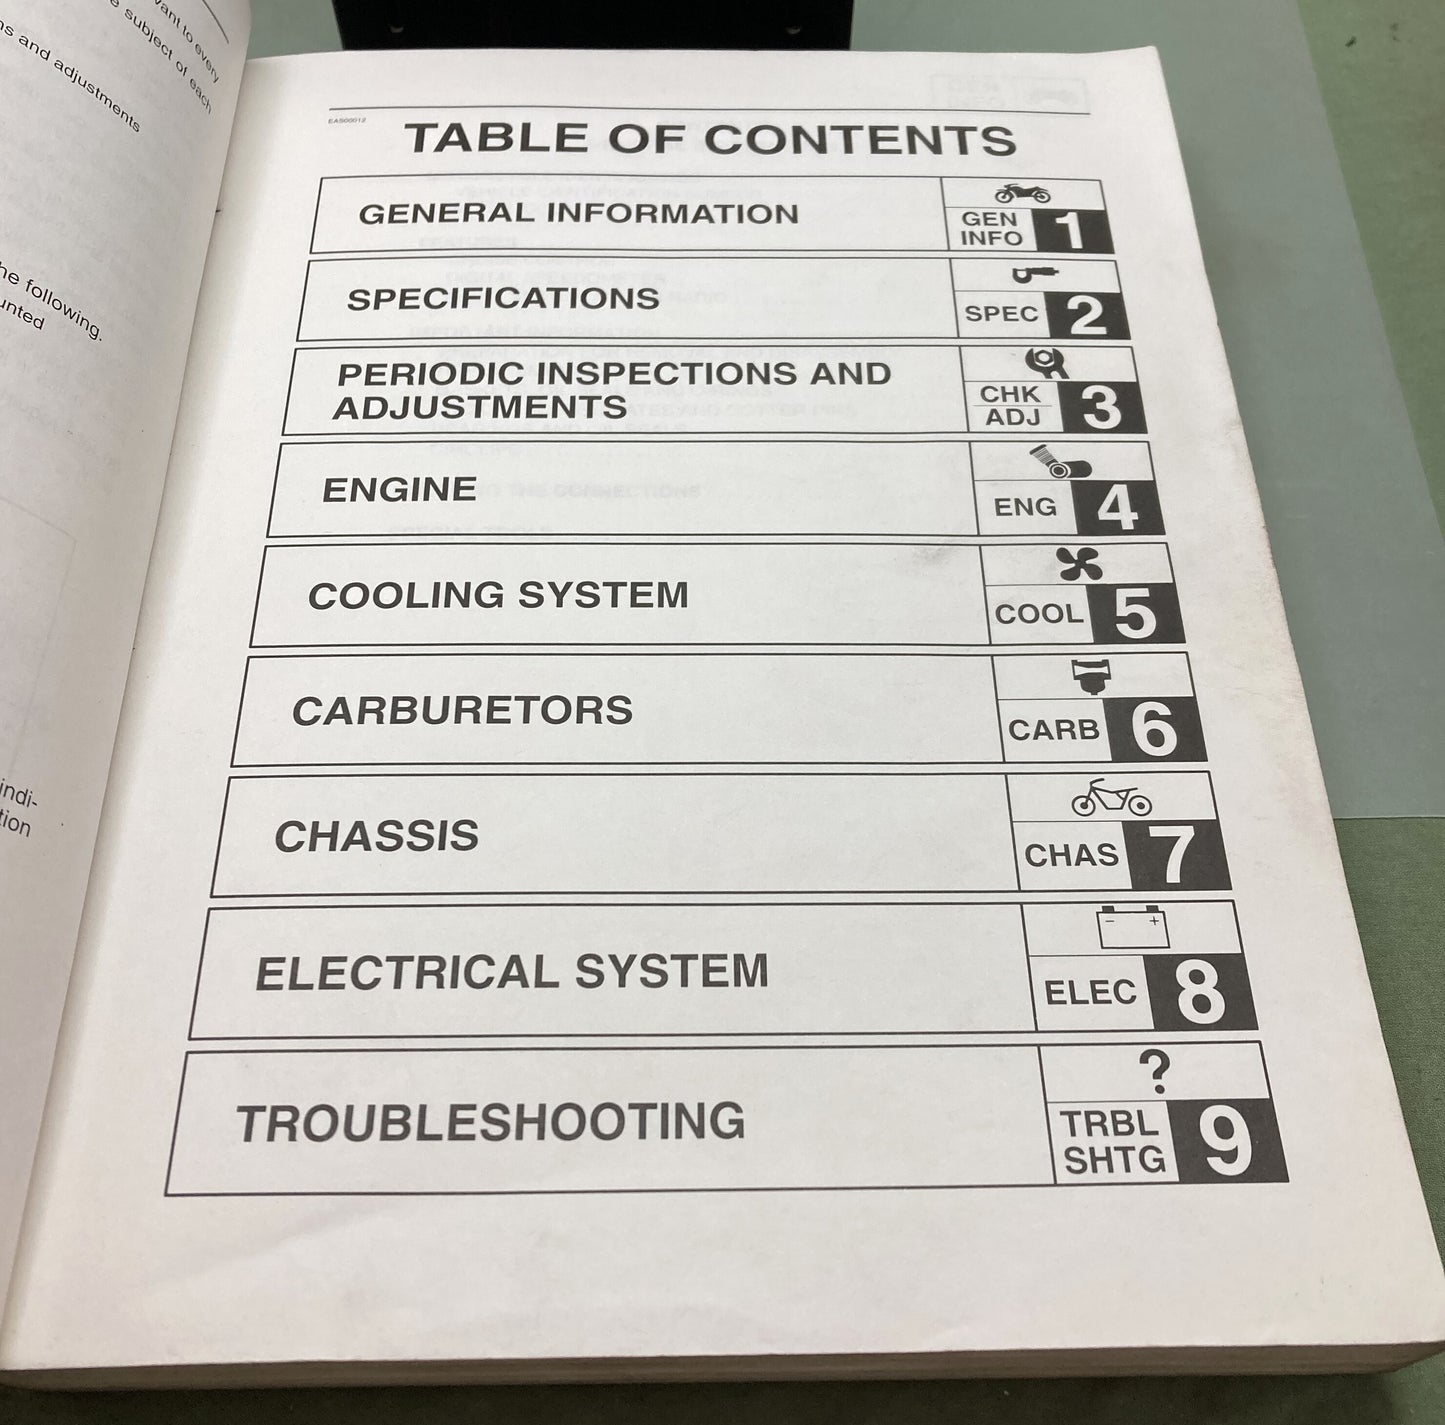 vant to every
subject of each
and adjustments
he following.
unted
indi-
tion
EAS00012
TABLE OF CONTENTS
GENERAL INFORMATION
GEN
INFO
1
SPECIFICATIONS
SPEC
2
PERIODIC INSPECTIONS AND
ADJUSTMENTS
CHK
ADJ
3
ENGINE
ENG
4
COOLING SYSTEM
COOL
5
CARBURETORS
CARB
6
CHASSIS
CHAS
7
ELECTRICAL SYSTEM
- +
ELEC
8
TROUBLESHOOTING
?
TRBL
SHTG
9